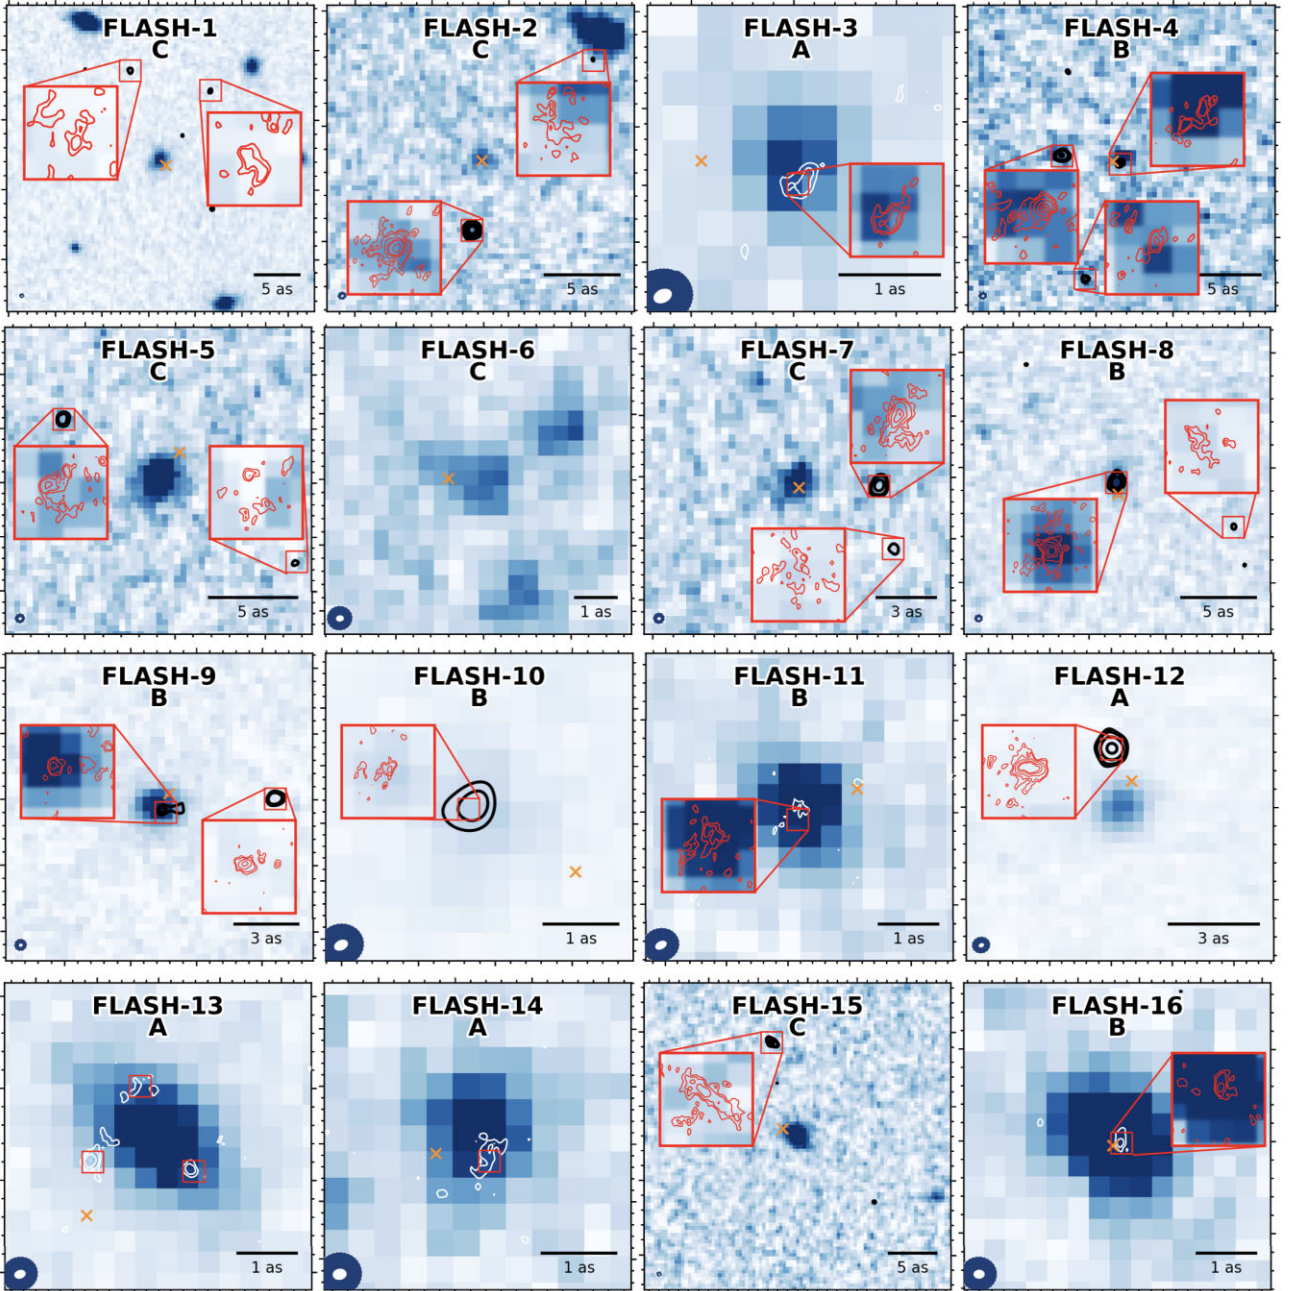 FLASH-1
C
5 as
FLASH-2
C
5 as
FLASH-3
A
1 as
FLASH-4
B
5 as
FLASH-5
C
5 as
FLASH-6
C
1 as
FLASH-7
C
3 as
FLASH-8
B
5 as
FLASH-9
B
3 as
FLASH-10
B
1 as
FLASH-11
B
1 as
FLASH-12
A
3 as
FLASH-13
A
1 as
FLASH-14
A
1 as
FLASH-15
C
5 as
FLASH-16
B
1 as